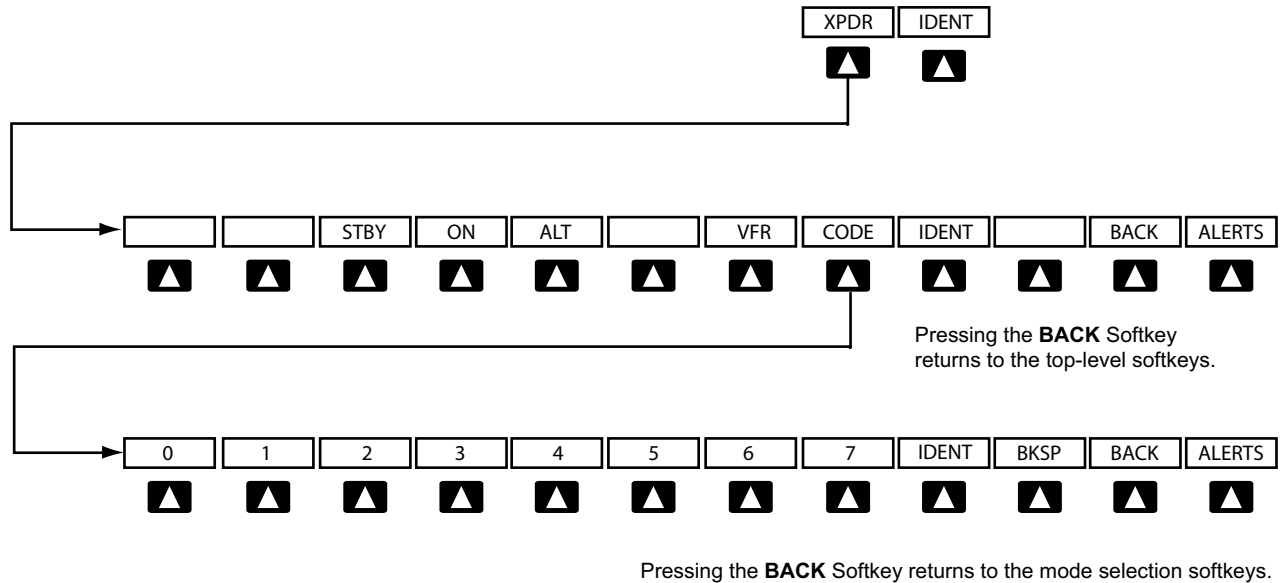 XPDR IDENT
STBY ON ALT VFR CODE IDENT BACK ALERTS
Pressing the BACK Softkey
returns to the top-level softkeys.
0 1 2 3 4 5 6 7 IDENT BKSP BACK ALERTS
Pressing the BACK Softkey returns to the mode selection softkeys.